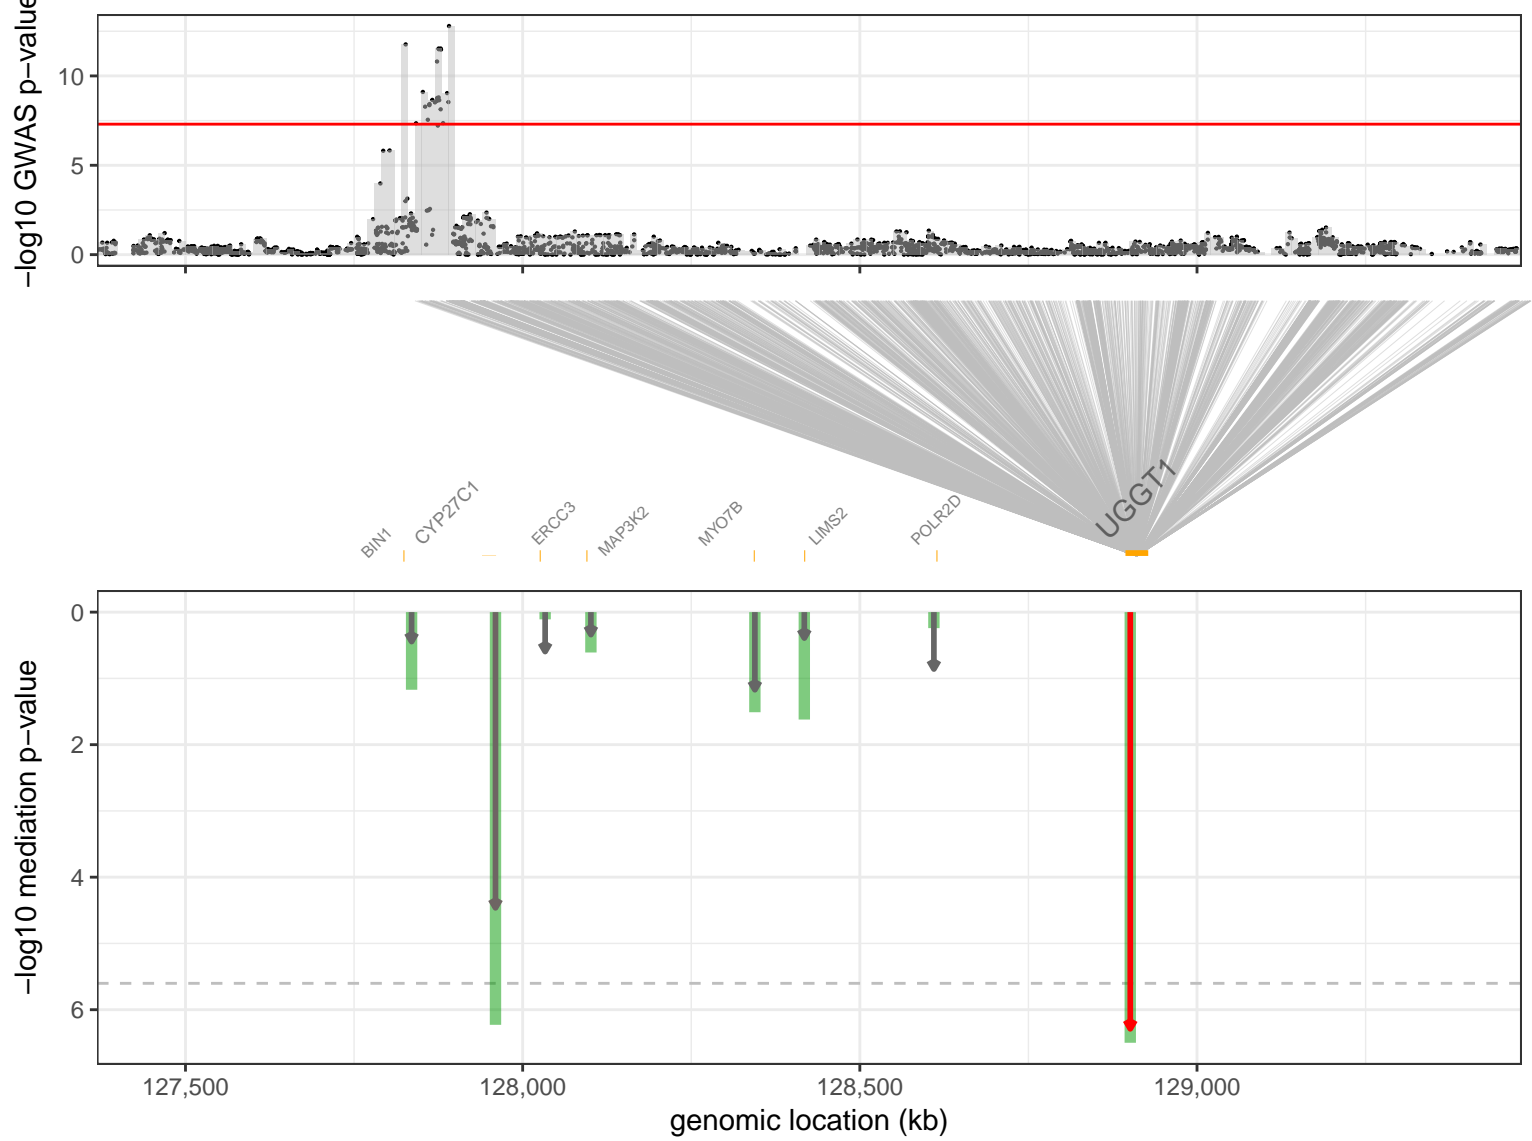 −log10 GWAS p−value
10
5
0
BIN1
CYP27C1
ERCC3
MAP3K2
MYO7B
LIMS2
POLR2D
UGGT1
−log10 mediation p−value
0
2
4
6
127,500
128,000
128,500
129,000
genomic location (kb)